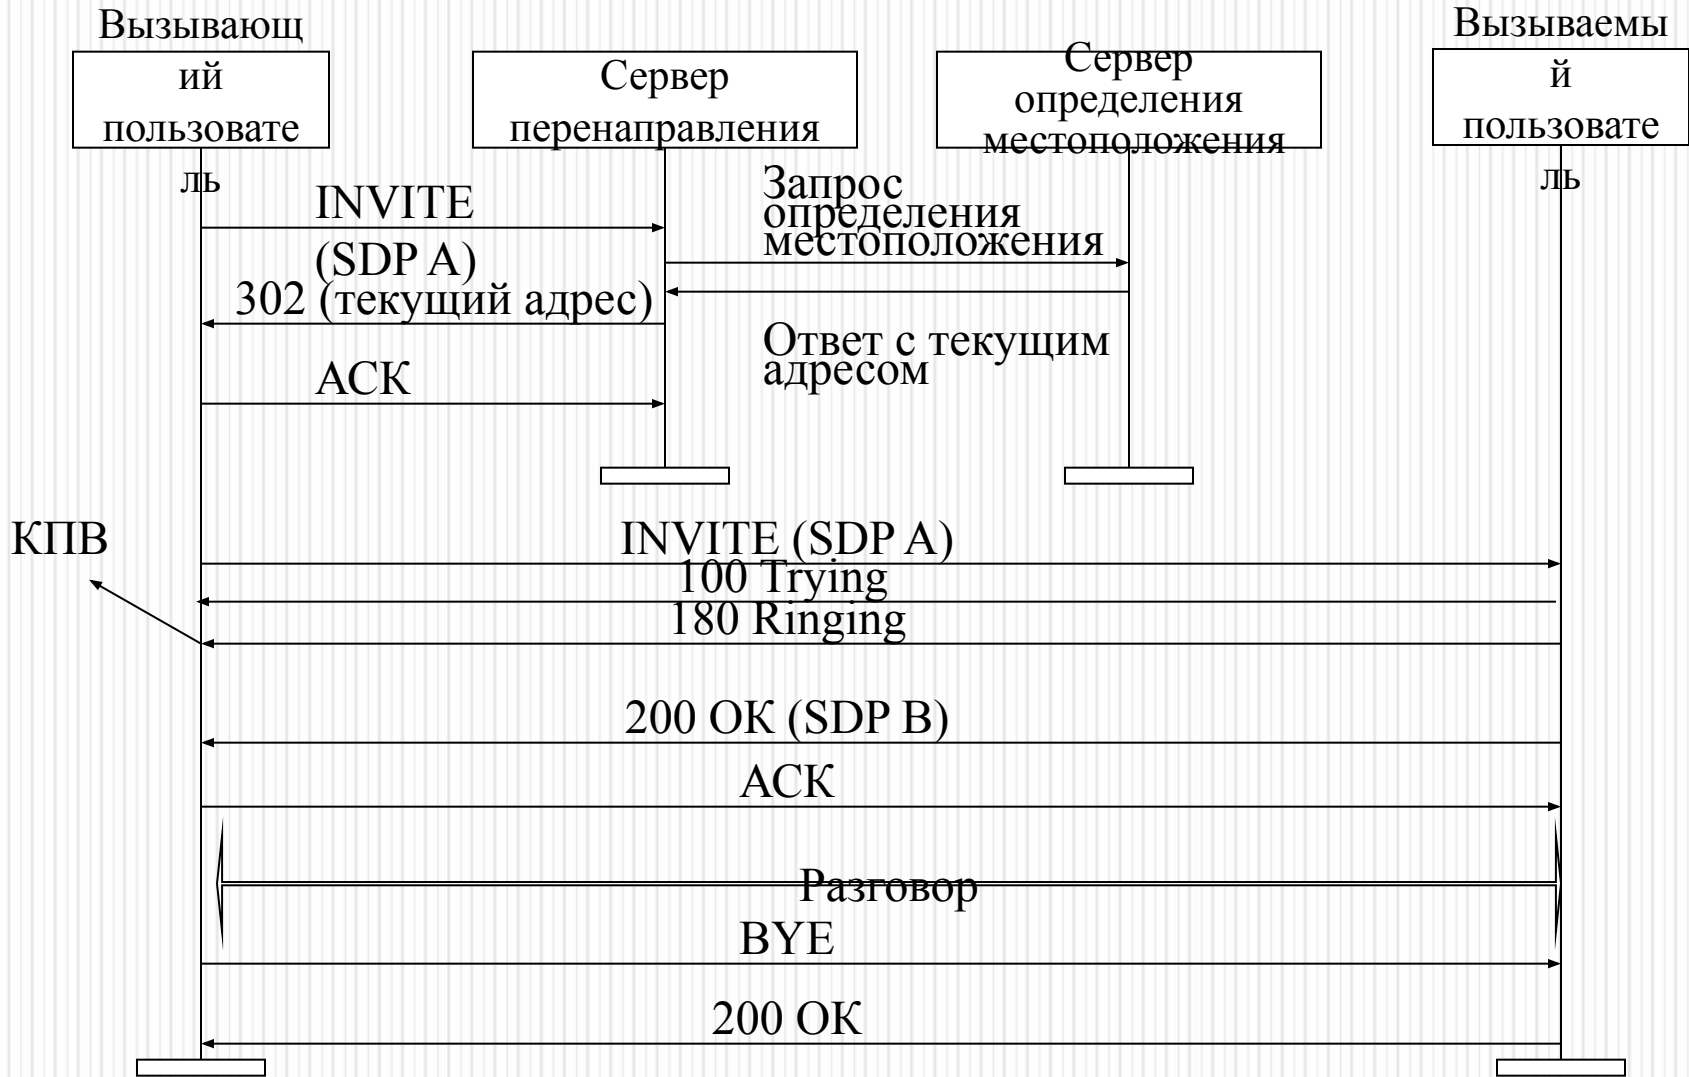 Вызывающ
ий
пользовате
ль
Сервер
перенаправления
Сервер
определения
местоположения
Вызываемы
й
пользовате
ль
INVITE
(SDP A)
Запрос
определения
местоположения
302 (текущий адрес)
Ответ с текущим
адресом
ACK
КПВ
INVITE (SDP A)
100 Trying
180 Ringing
200 OK (SDP B)
ACK
Разговор
BYE
200 OK